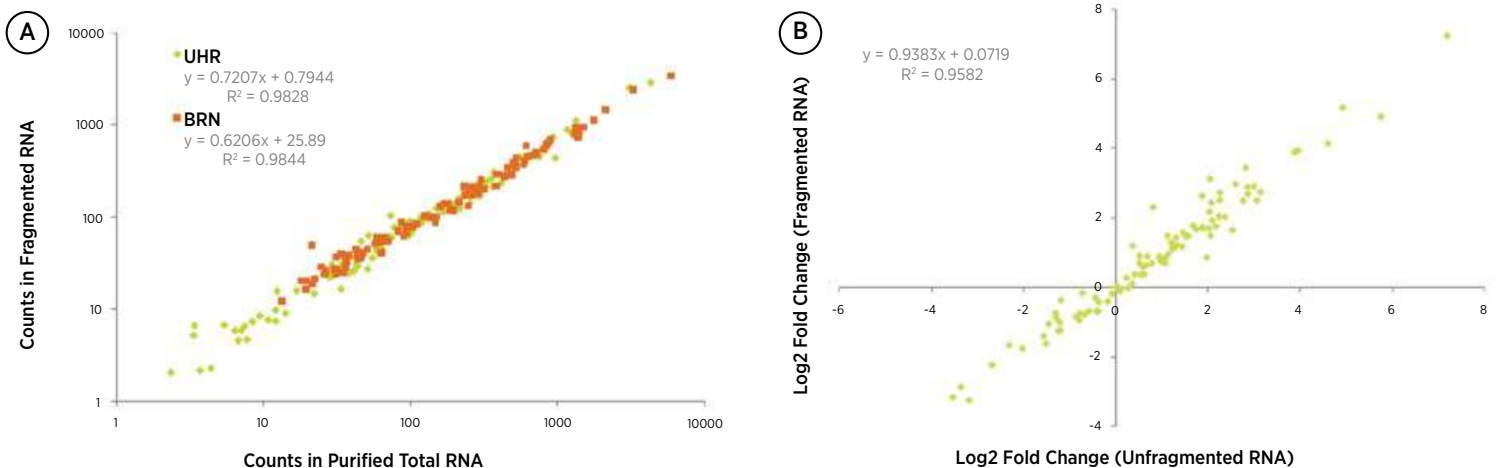 A
10000
1000
100
10
1
UHR
y = 0.7207x + 0.7944
R² = 0.9828
BRN
y = 0.6206x + 25.89
R² = 0.9844
Counts in Fragmented RNA
1 10 100 1000 10000
Counts in Purified Total RNA
B
y = 0.9383x + 0.0719
R² = 0.9582
8
6
4
2
0
-2
-4
-6 -4 -2 0 2 4 6 8
Log2 Fold Change (Fragmented RNA)
Log2 Fold Change (Unfragmented RNA)